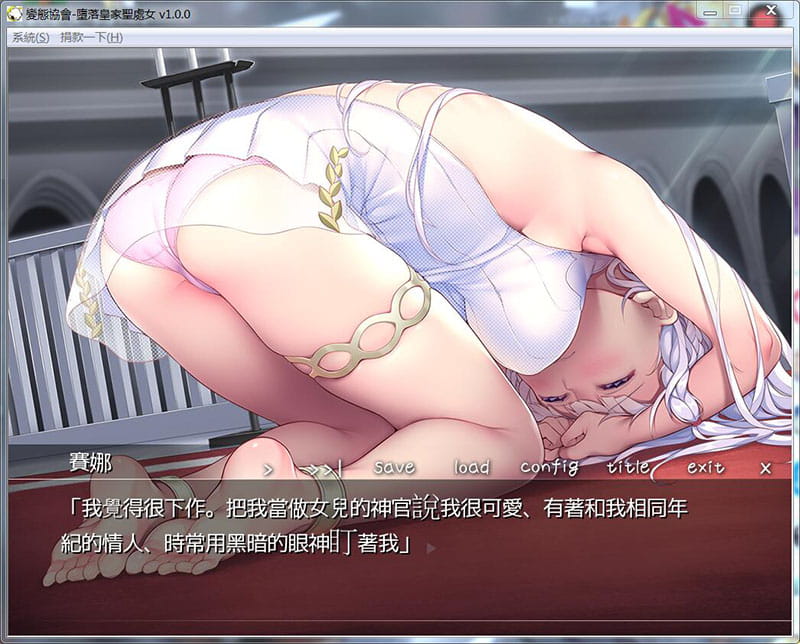 變態協會-墮落皇家聖處女 v1.0.0
系統(S) 捐款一下(H)
賽娜
> >>| save load config title exit x
「我覺得很下作。把我當做女兒的神官說我很可愛、有著和我相同年
紀的情人、時常用黑暗的眼神盯著我」